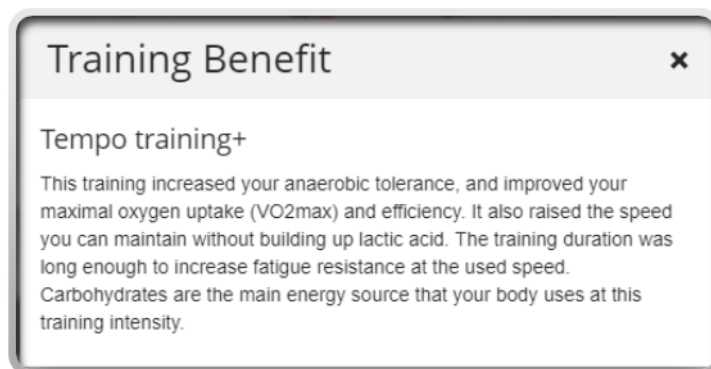 Training Benefit
Tempo training+
This training increased your anaerobic tolerance, and improved your
maximal oxygen uptake (VO2max) and efficiency. It also raised the speed
you can maintain without building up lactic acid. The training duration was
long enough to increase fatigue resistance at the used speed.
Carbohydrates are the main energy source that your body uses at this
training intensity.